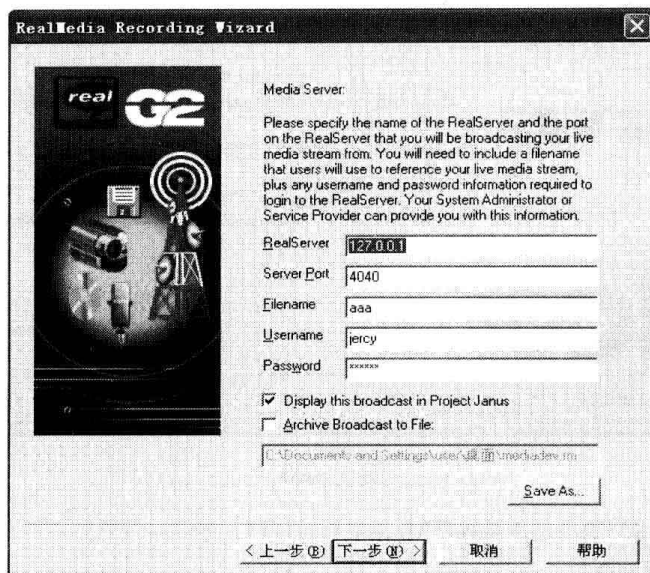 RealMedia Recording Wizard
real G2
Media Server:
Please specify the name of the RealServer and the port
on the RealServer that you will be broadcasting your live
media stream from. You will need to include a filename
that users will use to reference your live media stream,
plus any username and password information required to
login to the RealServer. Your System Administrator or
Service Provider can provide you with this information.
RealServer 127.0.0.1
Server Port 4040
Filename aaa
Username jercy
Password ******
Display this broadcast in Project Janus
Archive Broadcast to File:
C:\Documents and Settings\user\桌面\mediadev.rm
Save As...
< 上一步(B) 下一步(N) > 取消 帮助